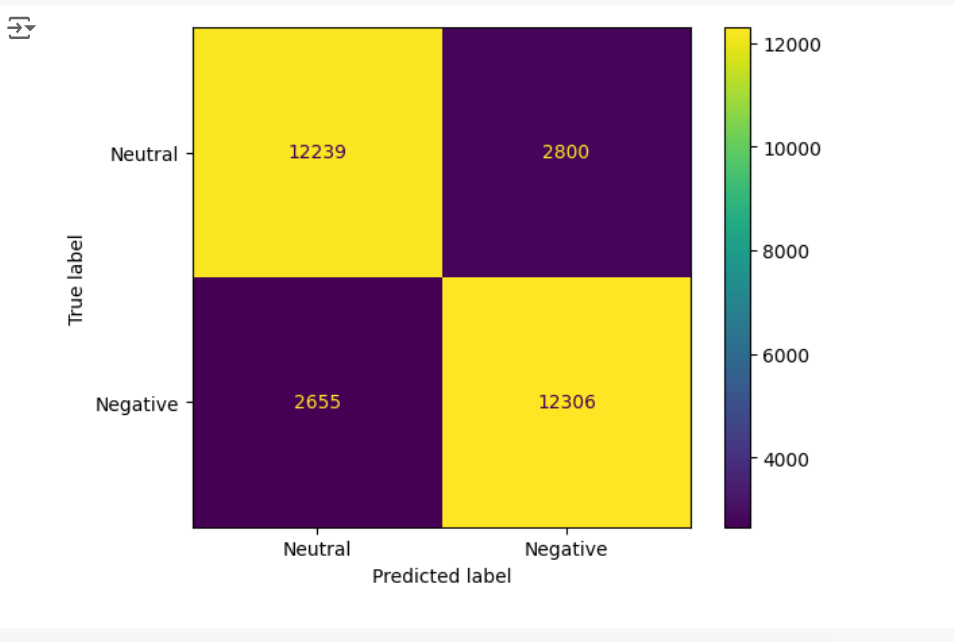 12000
Neutral
12239
2800
10000
8000
True label
6000
Negative
2655
12306
4000
Neutral
Negative
Predicted label